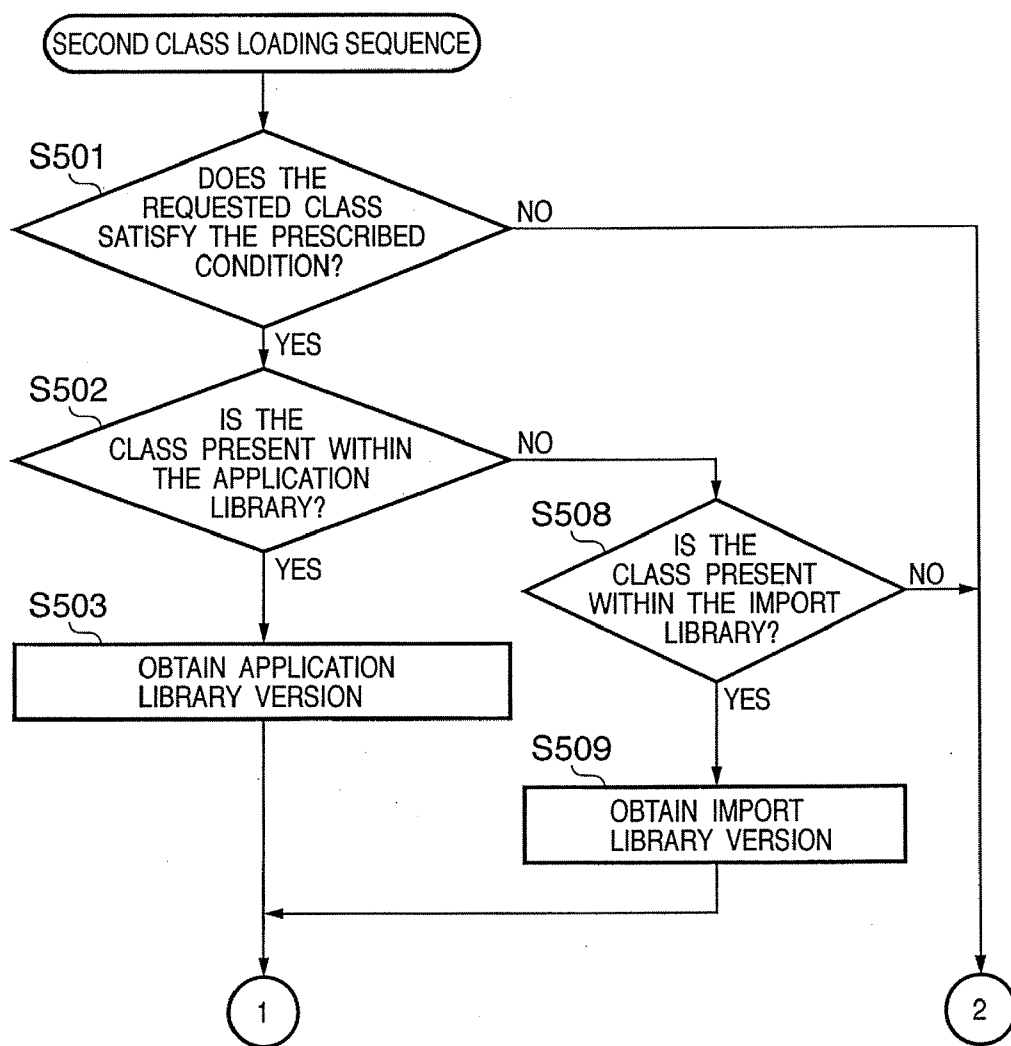 SECOND CLASS LOADING SEQUENCE
S501
DOES THE
REQUESTED CLASS
SATISFY THE PRESCRIBED
CONDITION?
NO
YES
S502
IS THE
CLASS PRESENT WITHIN
THE APPLICATION
LIBRARY?
NO
YES
S508
IS THE
CLASS PRESENT
WITHIN THE IMPORT
LIBRARY?
NO
YES
S503
OBTAIN APPLICATION
LIBRARY VERSION
S509
OBTAIN IMPORT
LIBRARY VERSION
1
2